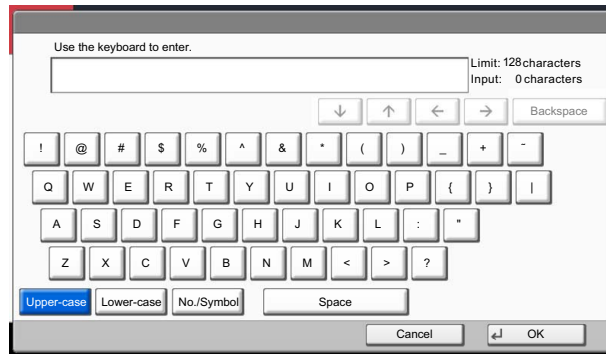 Use the keyboard to enter.
Limit: 128 characters
Input: 0 characters
↓ ↑ ← → Backspace
! @ # $ % ^ & * ( ) _ + ~
Q W E R T Y U I O P { } |
A S D F G H J K L : "
Z X C V B N M < > ?
Upper-case Lower-case No./Symbol Space
Cancel ↵ OK